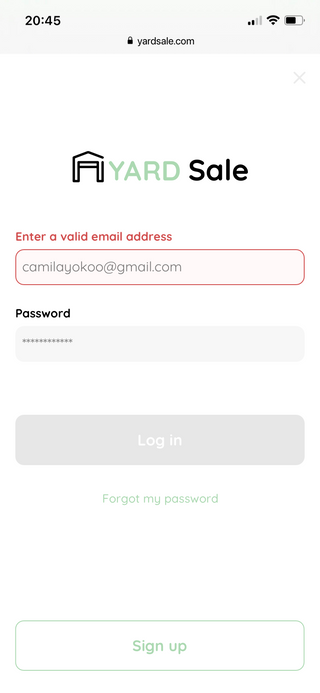 20:45
yardsale.com
YARD Sale
Enter a valid email address
camilayokoo@gmail.com
Password
************
Log in
Forgot my password
Sign up